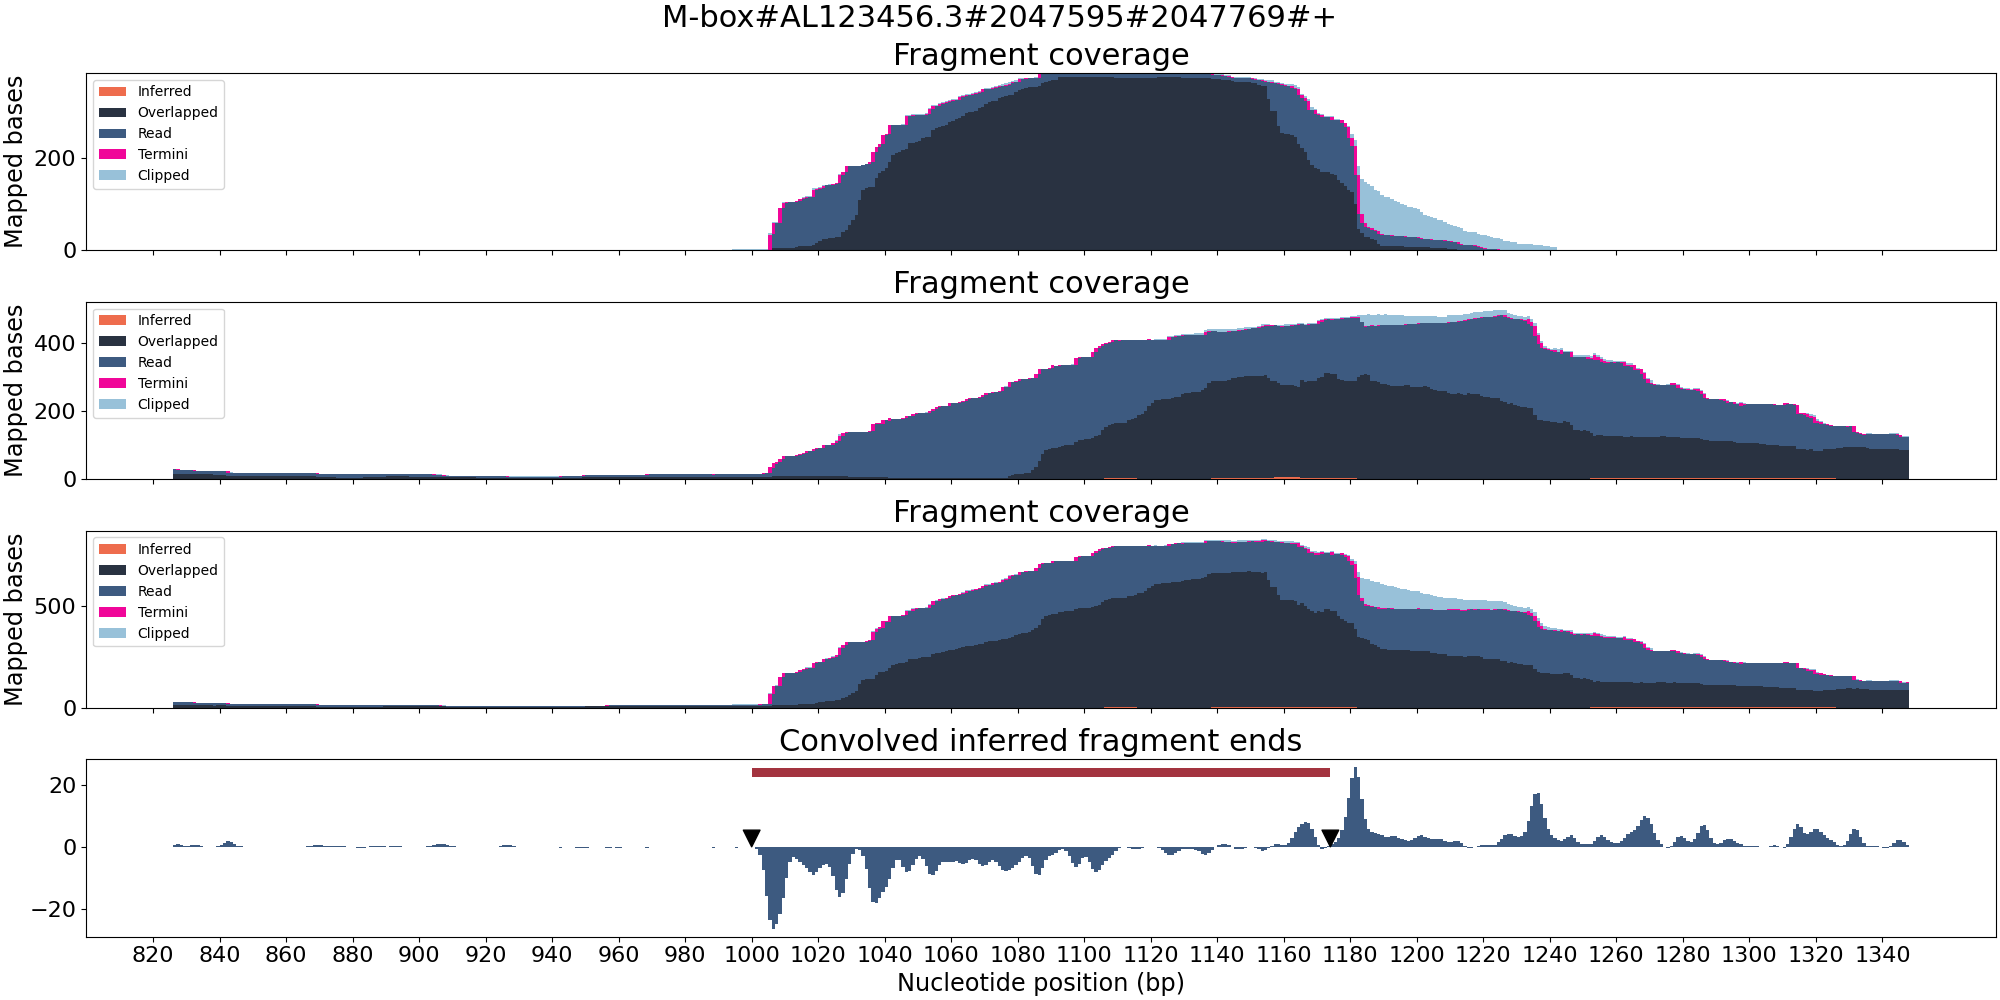 M-box#AL123456.3#2047595#2047769#+
Fragment coverage
Mapped bases
200
0
Inferred
Overlapped
Read
Termini
Clipped
Fragment coverage
Mapped bases
400
200
0
Inferred
Overlapped
Read
Termini
Clipped
Fragment coverage
Mapped bases
500
0
Inferred
Overlapped
Read
Termini
Clipped
Convolved inferred fragment ends
20
0
−20
820 840 860 880 900 920 940 960 980 1000 1020 1040 1060 1080 1100 1120 1140 1160 1180 1200 1220 1240 1260 1280 1300 1320 1340
Nucleotide position (bp)